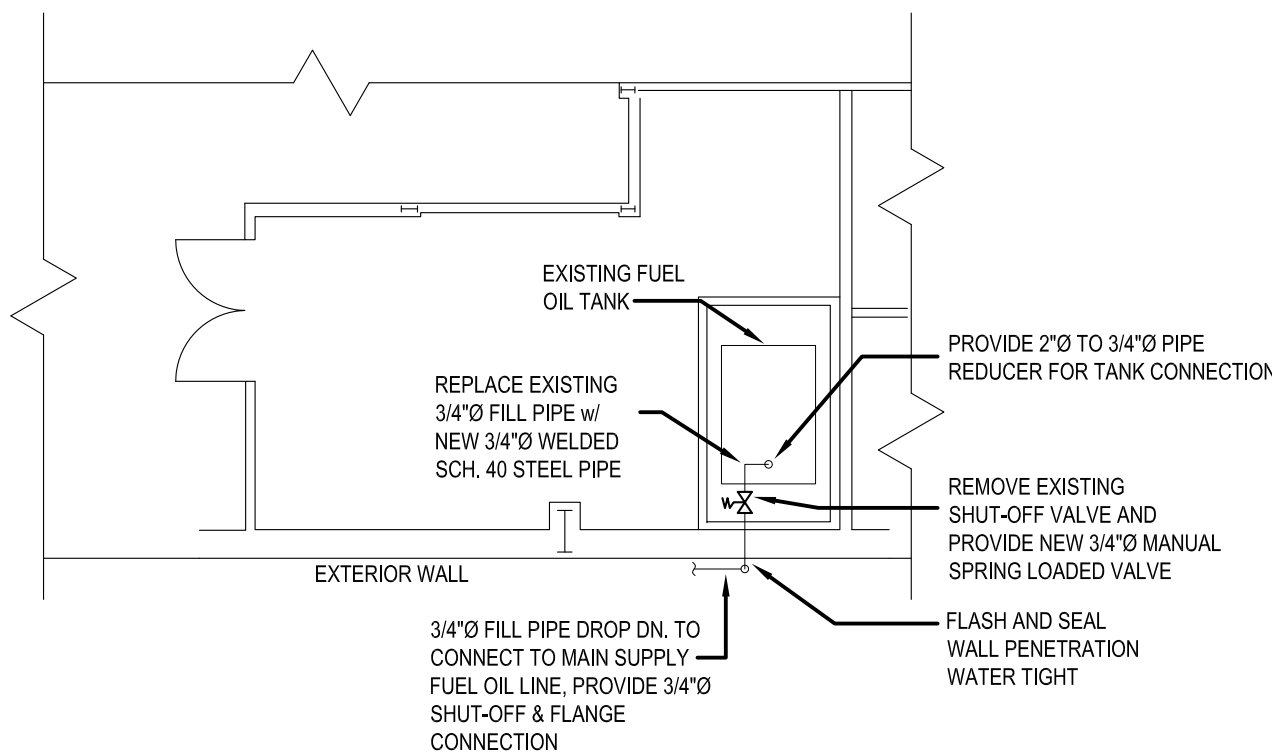 EXISTING FUEL
OIL TANK
PROVIDE 2"Ø TO 3/4"Ø PIPE
REDUCER FOR TANK CONNECTION
REPLACE EXISTING
3/4"Ø FILL PIPE w/
NEW 3/4"Ø WELDED
SCH. 40 STEEL PIPE
REMOVE EXISTING
SHUT-OFF VALVE AND
PROVIDE NEW 3/4"Ø MANUAL
SPRING LOADED VALVE
EXTERIOR WALL
FLASH AND SEAL
WALL PENETRATION
WATER TIGHT
3/4"Ø FILL PIPE DROP DN. TO
CONNECT TO MAIN SUPPLY
FUEL OIL LINE, PROVIDE 3/4"Ø
SHUT-OFF & FLANGE
CONNECTION